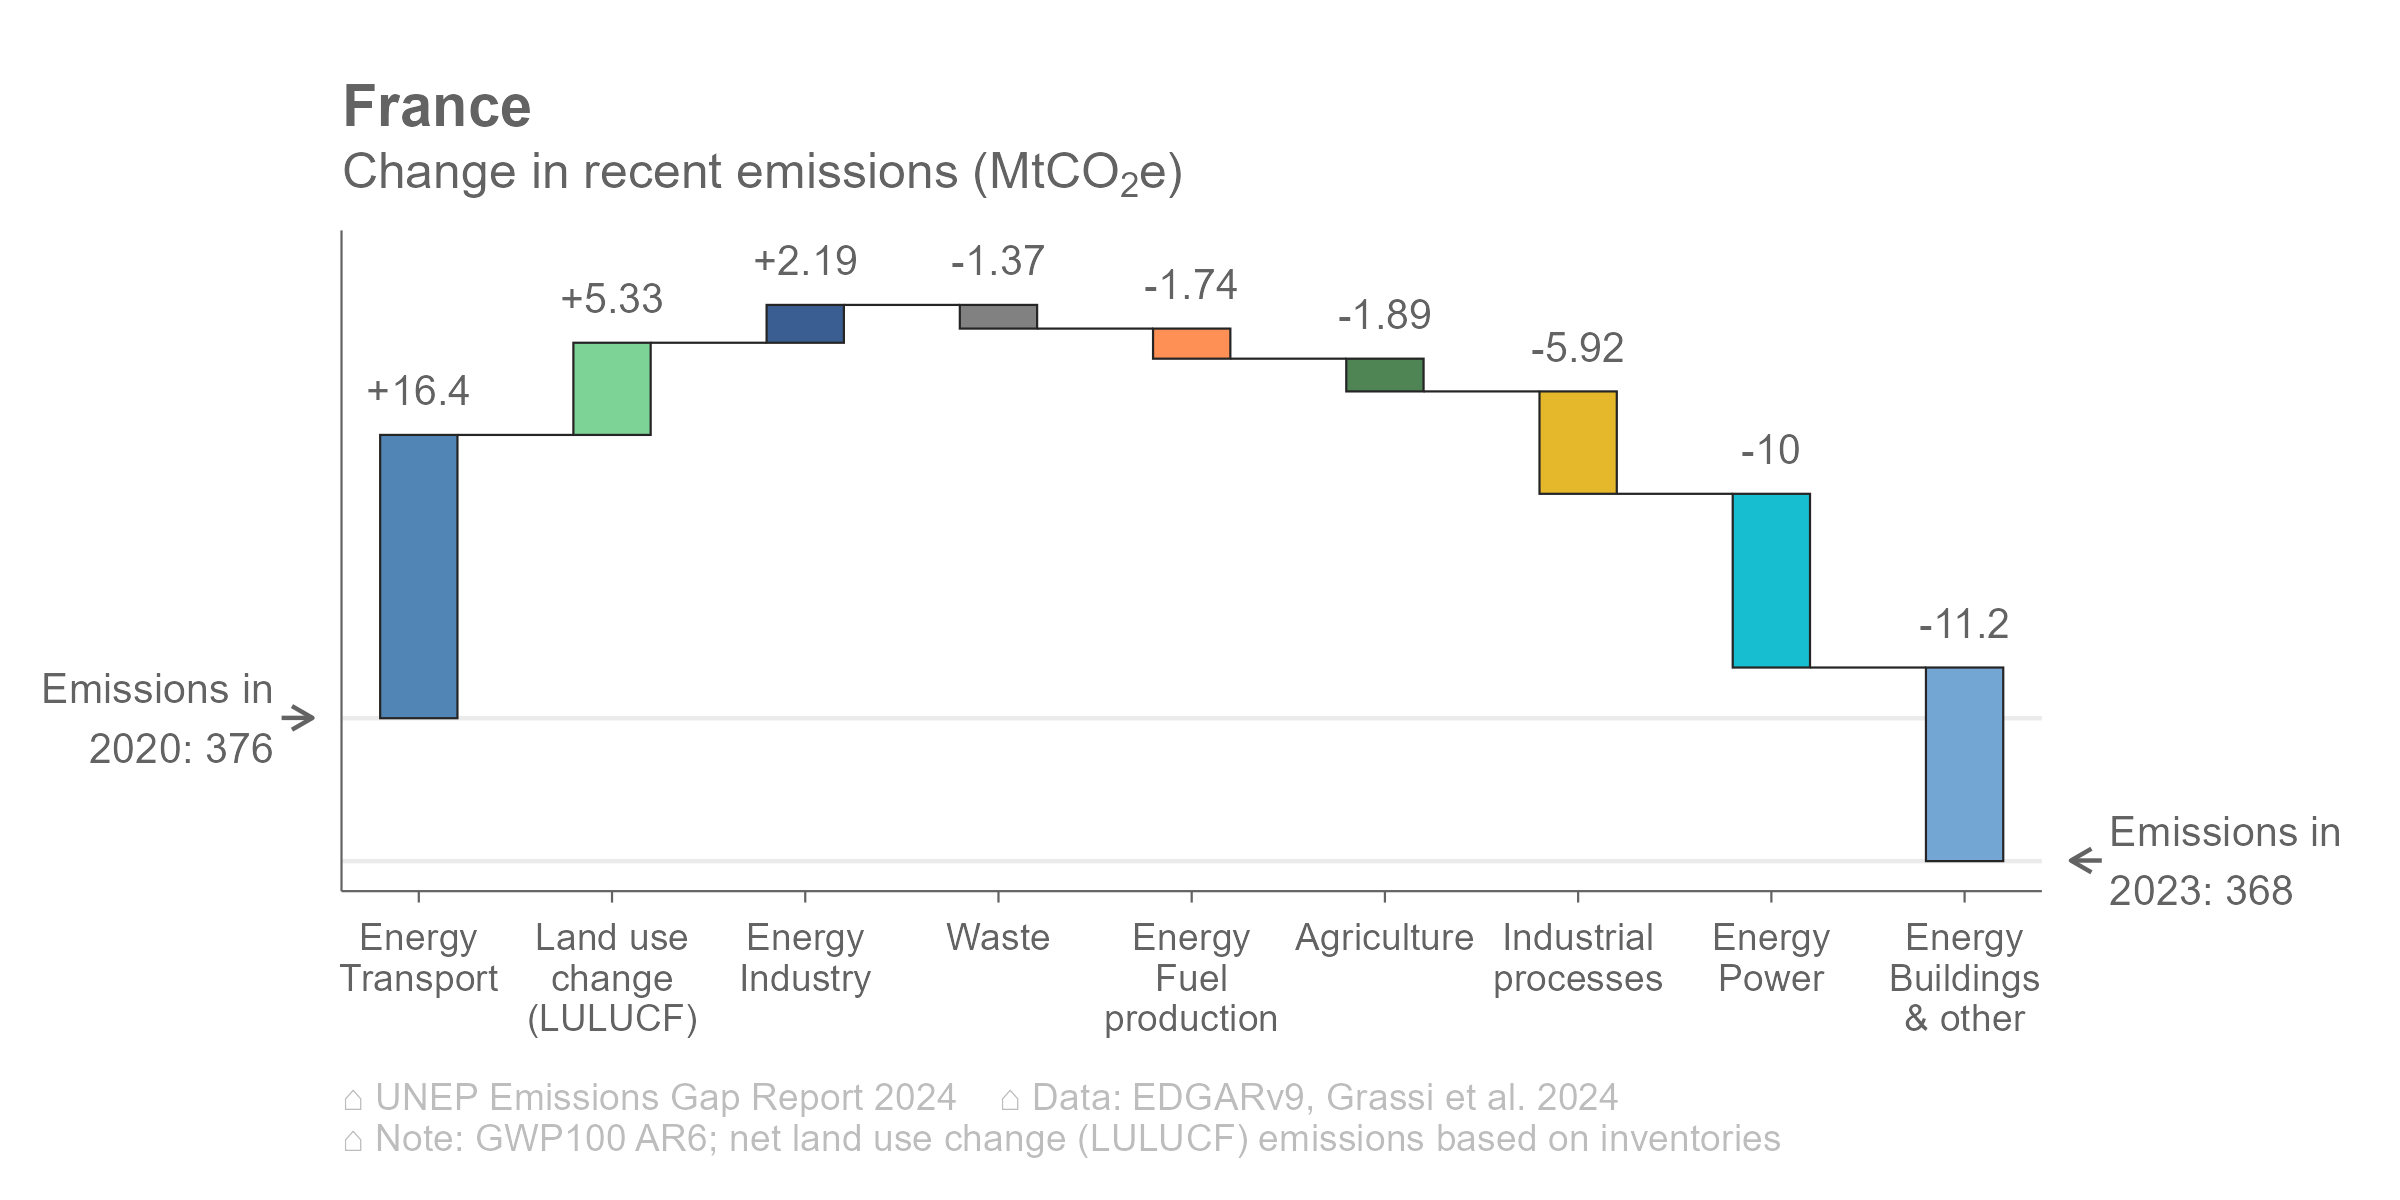 France
Change in recent emissions (MtCO₂e)
+16.4
+5.33
+2.19
-1.37
-1.74
-1.89
-5.92
-10
-11.2
Emissions in
2020: 376
Emissions in
2023: 368
Energy
Transport
Land use
change
(LULUCF)
Energy
Industry
Waste
Energy
Fuel
production
Agriculture
Industrial
processes
Energy
Power
Energy
Buildings
& other
⌂ UNEP Emissions Gap Report 2024 ⌂ Data: EDGARv9, Grassi et al. 2024
⌂ Note: GWP100 AR6; net land use change (LULUCF) emissions based on inventories